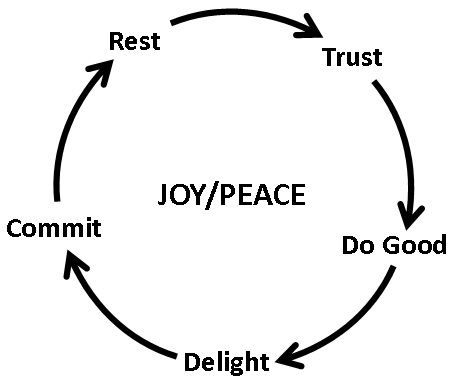 Rest
Trust
JOY/PEACE
Commit
Do Good
Delight